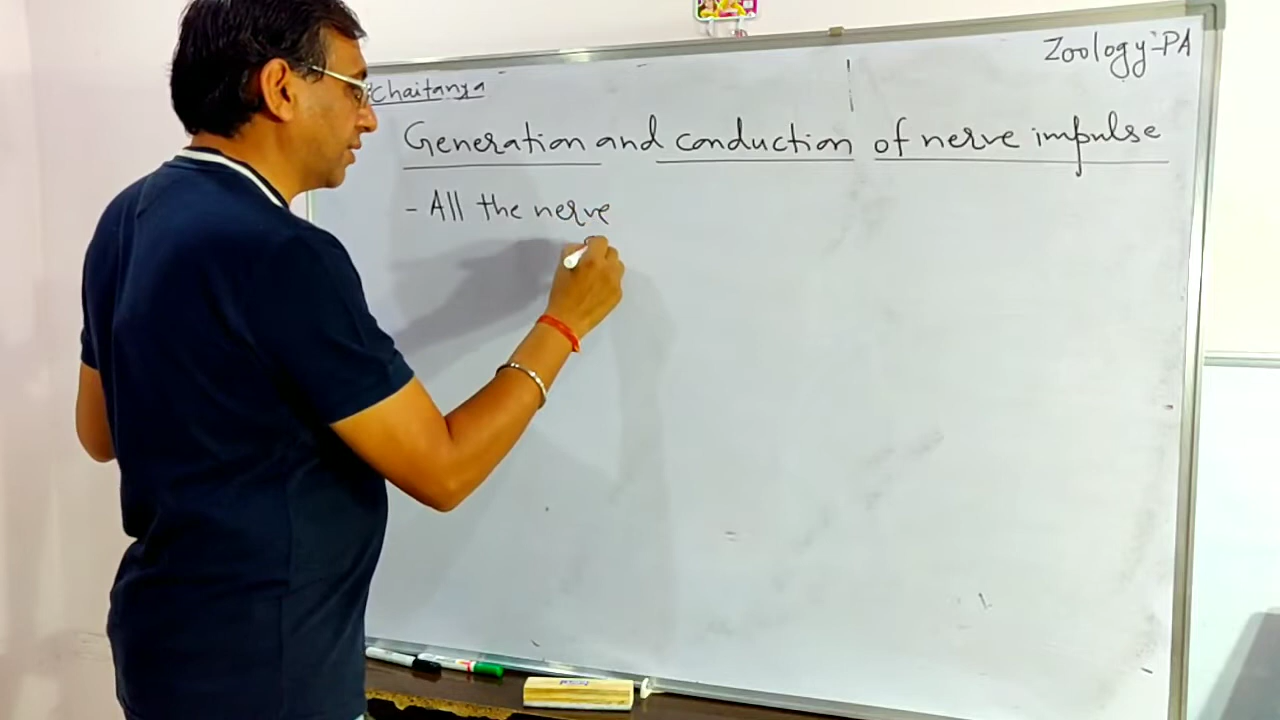 Chaitanya
Zoology-PA
Generation and conduction of nerve impulse
- All the nerve